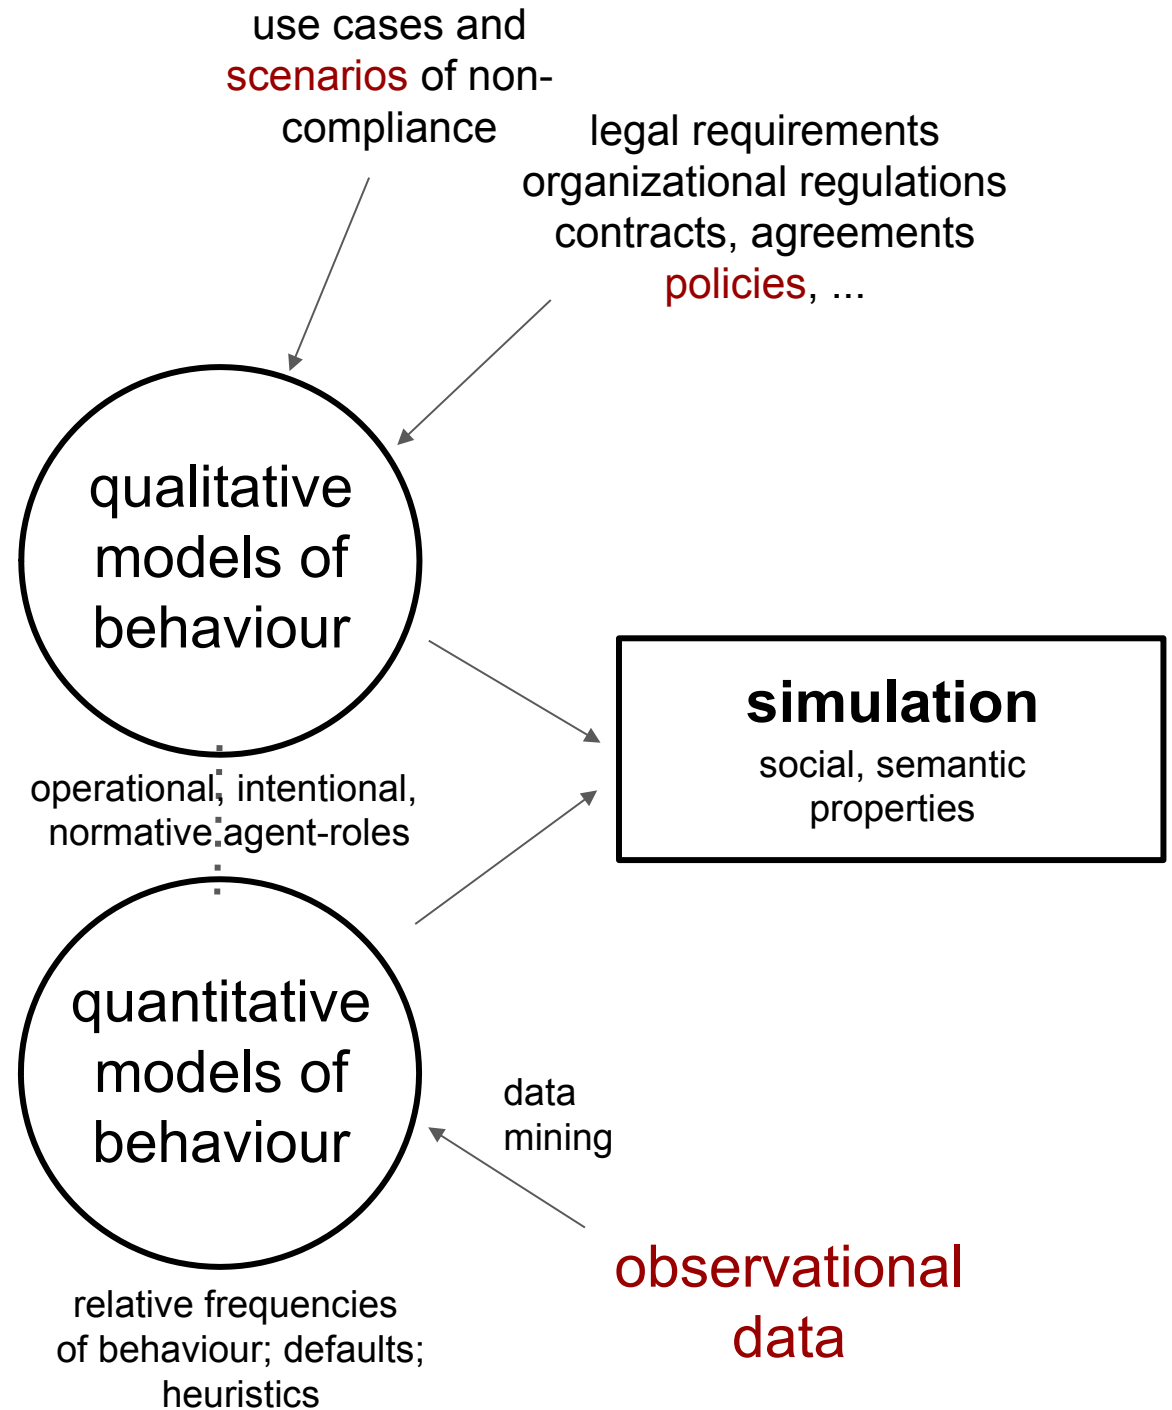 use cases and
scenarios of non-
compliance
legal requirements
organizational regulations
contracts, agreements
policies, ...
qualitative
models of
behaviour
operational, intentional,
normative agent-roles
simulation
social, semantic
properties
quantitative
models of
behaviour
data
mining
observational
data
relative frequencies
of behaviour; defaults;
heuristics